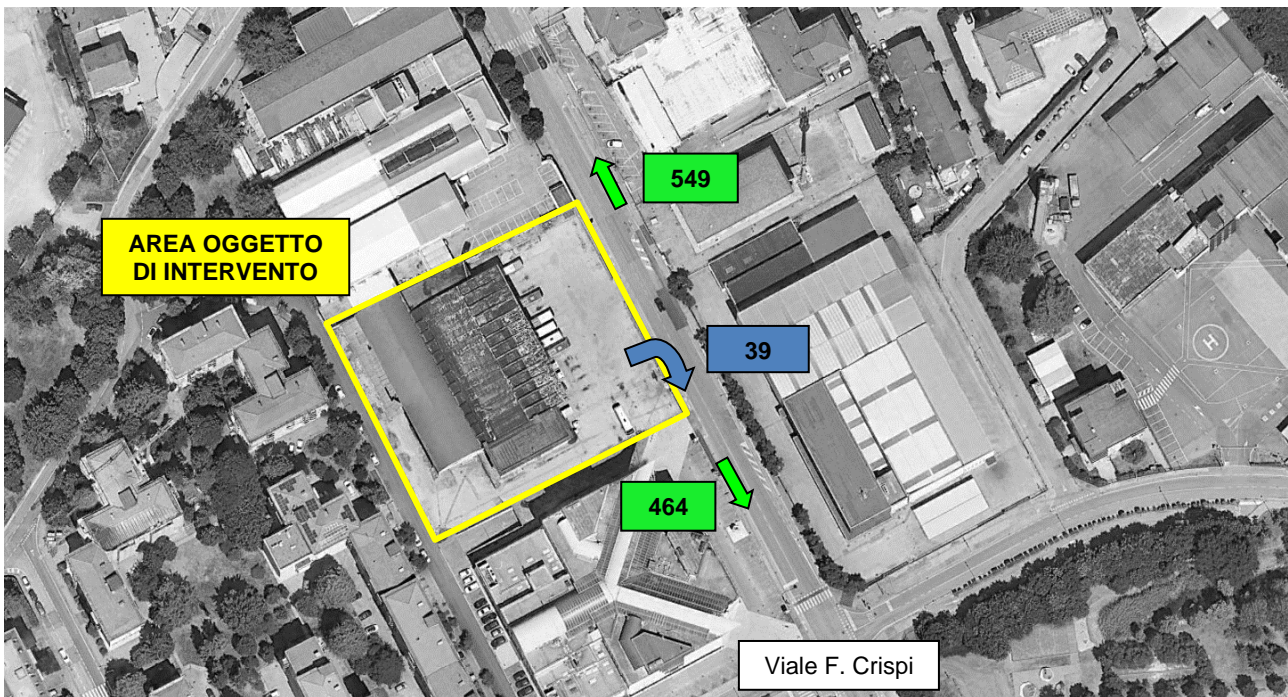 549
AREA OGGETTO
DI INTERVENTO
39
H
464
Viale F. Crispi